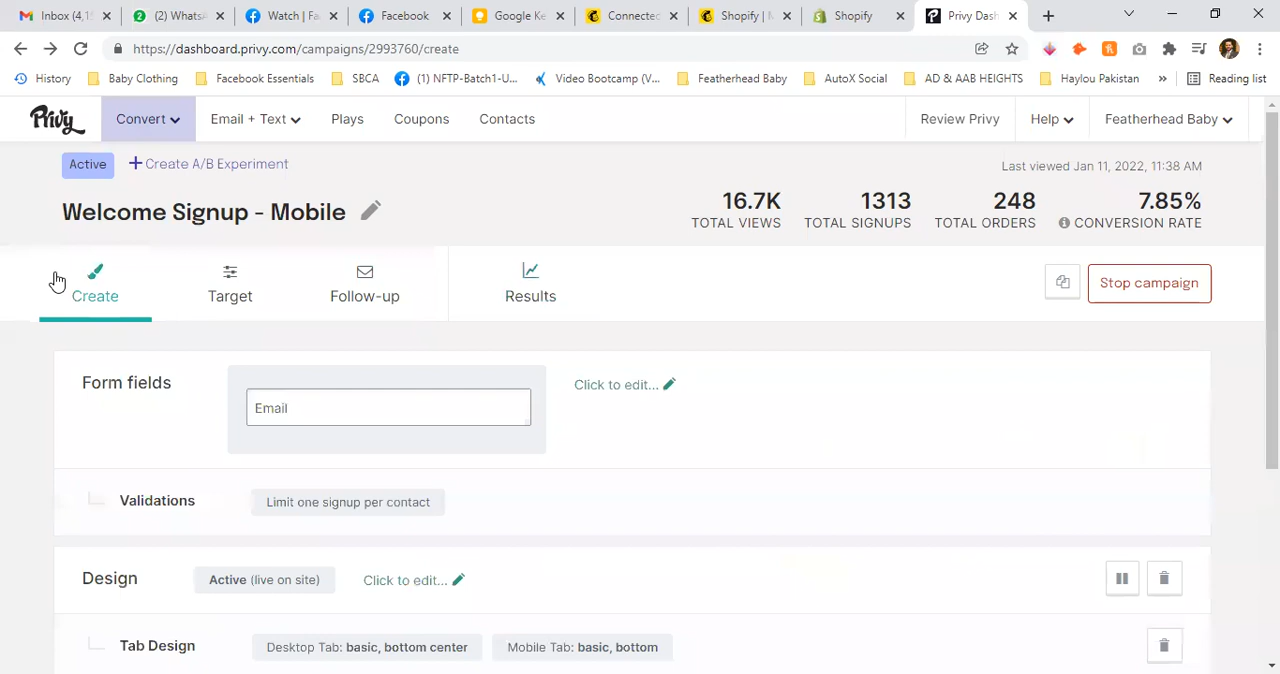 Inbox (4,15
(2) WhatsA
Watch | Fa
Facebook
Google Ke
Connected
Shopify | M
Shopify
Privy Dash
https://dashboard.privy.com/campaigns/2993760/create
History
Baby Clothing
Facebook Essentials
SBCA
(1) NFTP-Batch1-U...
Video Bootcamp (V...
Featherhead Baby
AutoX Social
AD & AAB HEIGHTS
Haylou Pakistan
»
Reading list
Privy
Convert
Email + Text
Plays
Coupons
Contacts
Review Privy
Help
Featherhead Baby
Active
Create A/B Experiment
Last viewed Jan 11, 2022, 11:38 AM
Welcome Signup - Mobile
16.7K
TOTAL VIEWS
1313
TOTAL SIGNUPS
248
TOTAL ORDERS
7.85%
CONVERSION RATE
Create
Target
Follow-up
Results
Stop campaign
Form fields
Email
Click to edit...
Validations
Limit one signup per contact
Design
Active (live on site)
Click to edit...
Tab Design
Desktop Tab: basic, bottom center
Mobile Tab: basic, bottom